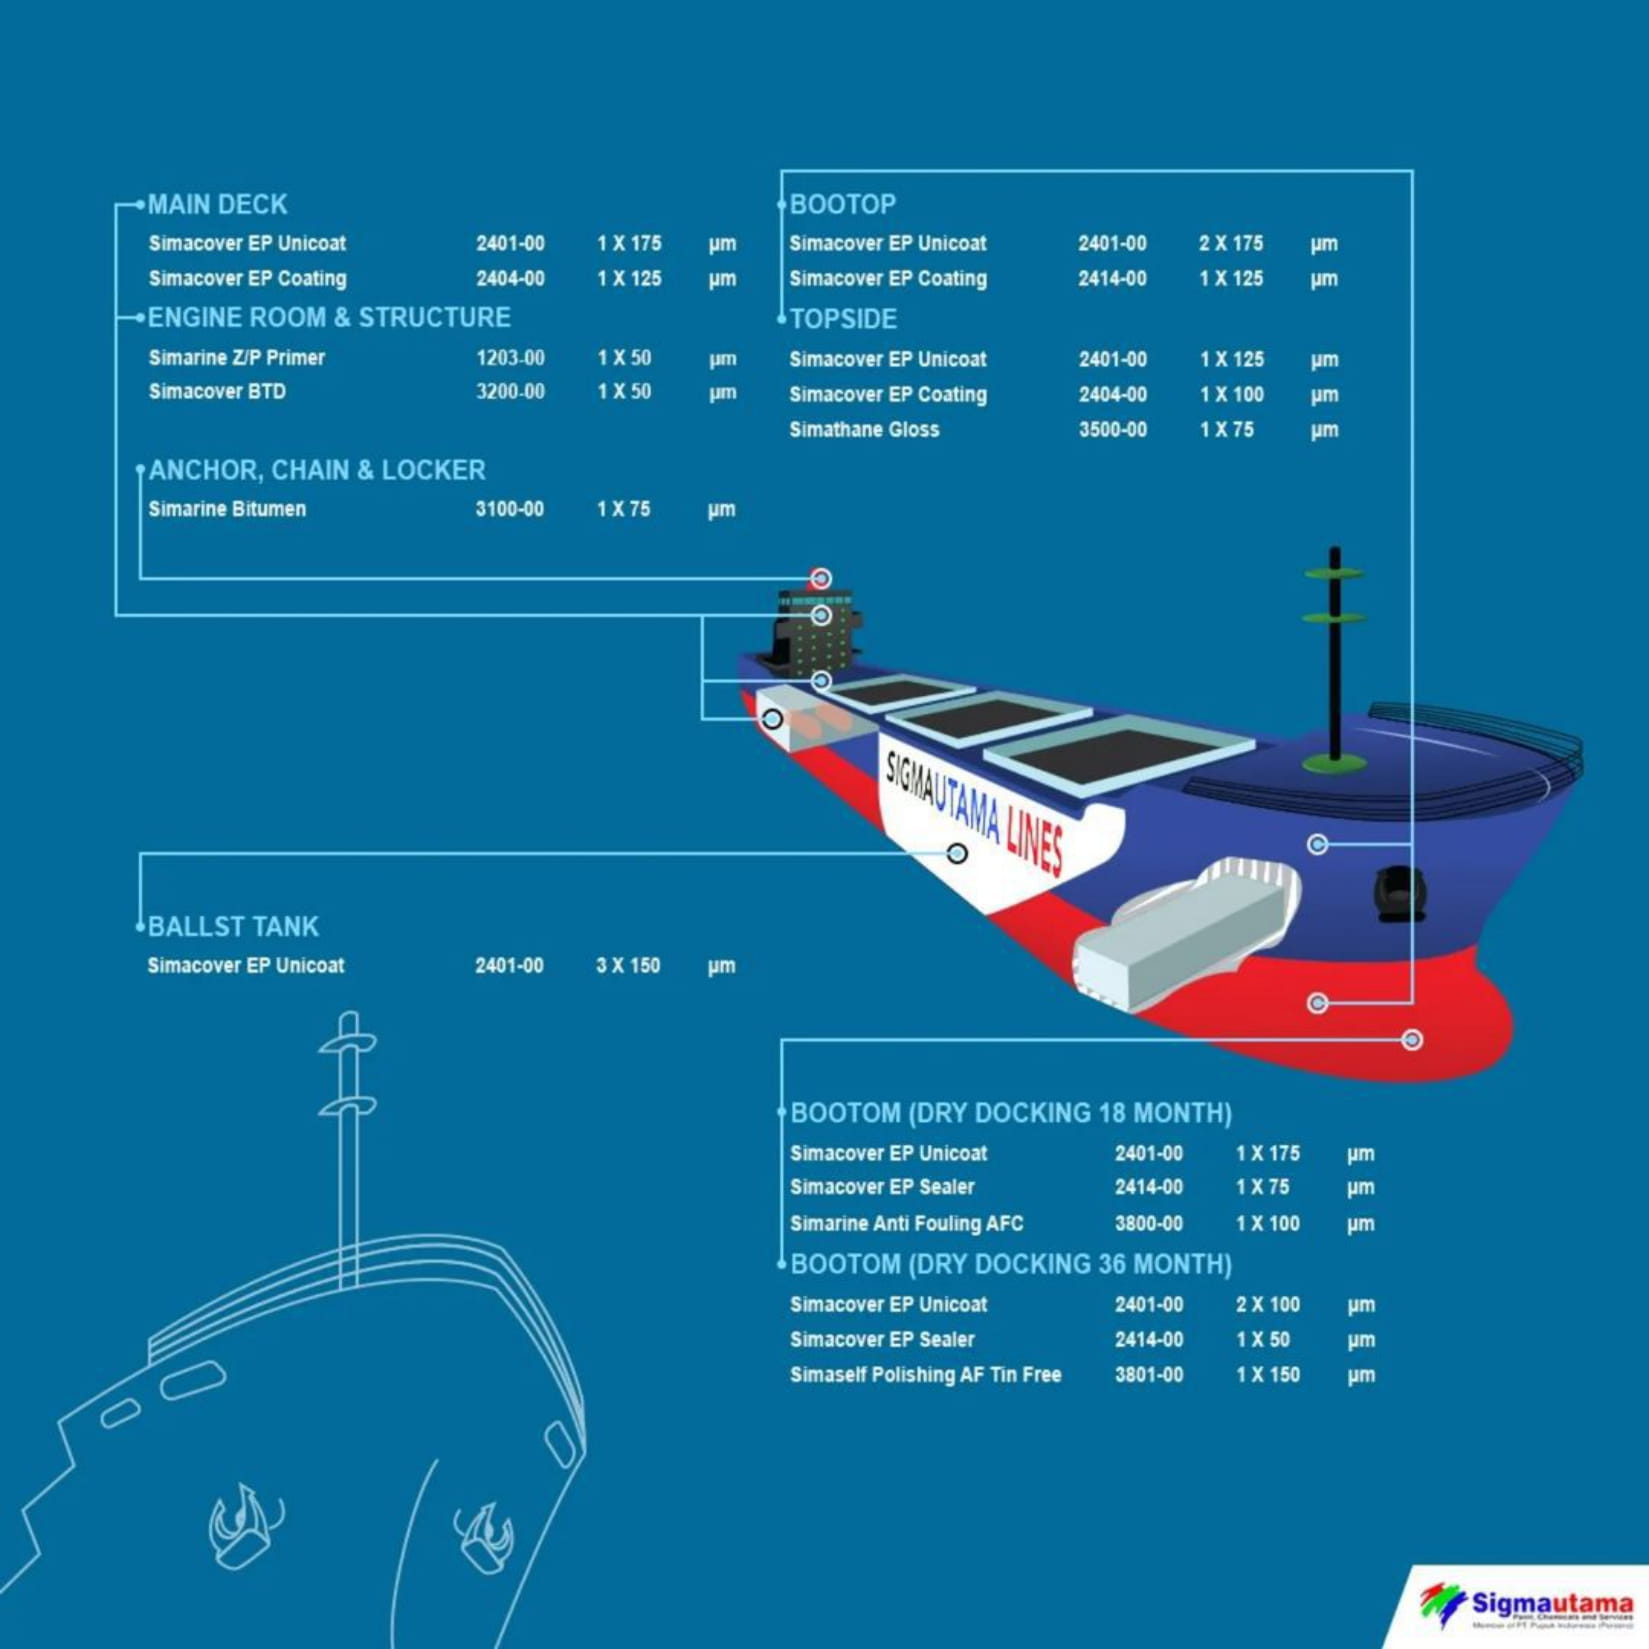 MAIN DECK
Simacover EP Unicoat 2401-00 1 X 175 µm
Simacover EP Coating 2404-00 1 X 125 µm
ENGINE ROOM & STRUCTURE
Simarine Z/P Primer 1203-00 1 X 50 µm
Simacover BTD 3200-00 1 X 50 µm
ANCHOR, CHAIN & LOCKER
Simarine Bitumen 3100-00 1 X 75 µm
BOOTOP
Simacover EP Unicoat 2401-00 2 X 175 µm
Simacover EP Coating 2414-00 1 X 125 µm
TOPSIDE
Simacover EP Unicoat 2401-00 1 X 125 µm
Simacover EP Coating 2404-00 1 X 100 µm
Simathane Gloss 3500-00 1 X 75 µm
SIGMAUTAMA LINES
BALLST TANK
Simacover EP Unicoat 2401-00 3 X 150 µm
BOOTOM (DRY DOCKING 18 MONTH)
Simacover EP Unicoat 2401-00 1 X 175 µm
Simacover EP Sealer 2414-00 1 X 75 µm
Simarine Anti Fouling AFC 3800-00 1 X 100 µm
BOOTOM (DRY DOCKING 36 MONTH)
Simacover EP Unicoat 2401-00 2 X 100 µm
Simacover EP Sealer 2414-00 1 X 50 µm
Simaself Polishing AF Tin Free 3801-00 1 X 150 µm
Sigmautama
Paint, Chemicals and Services
Member of PT. Pupuk Indonesia (Persero)